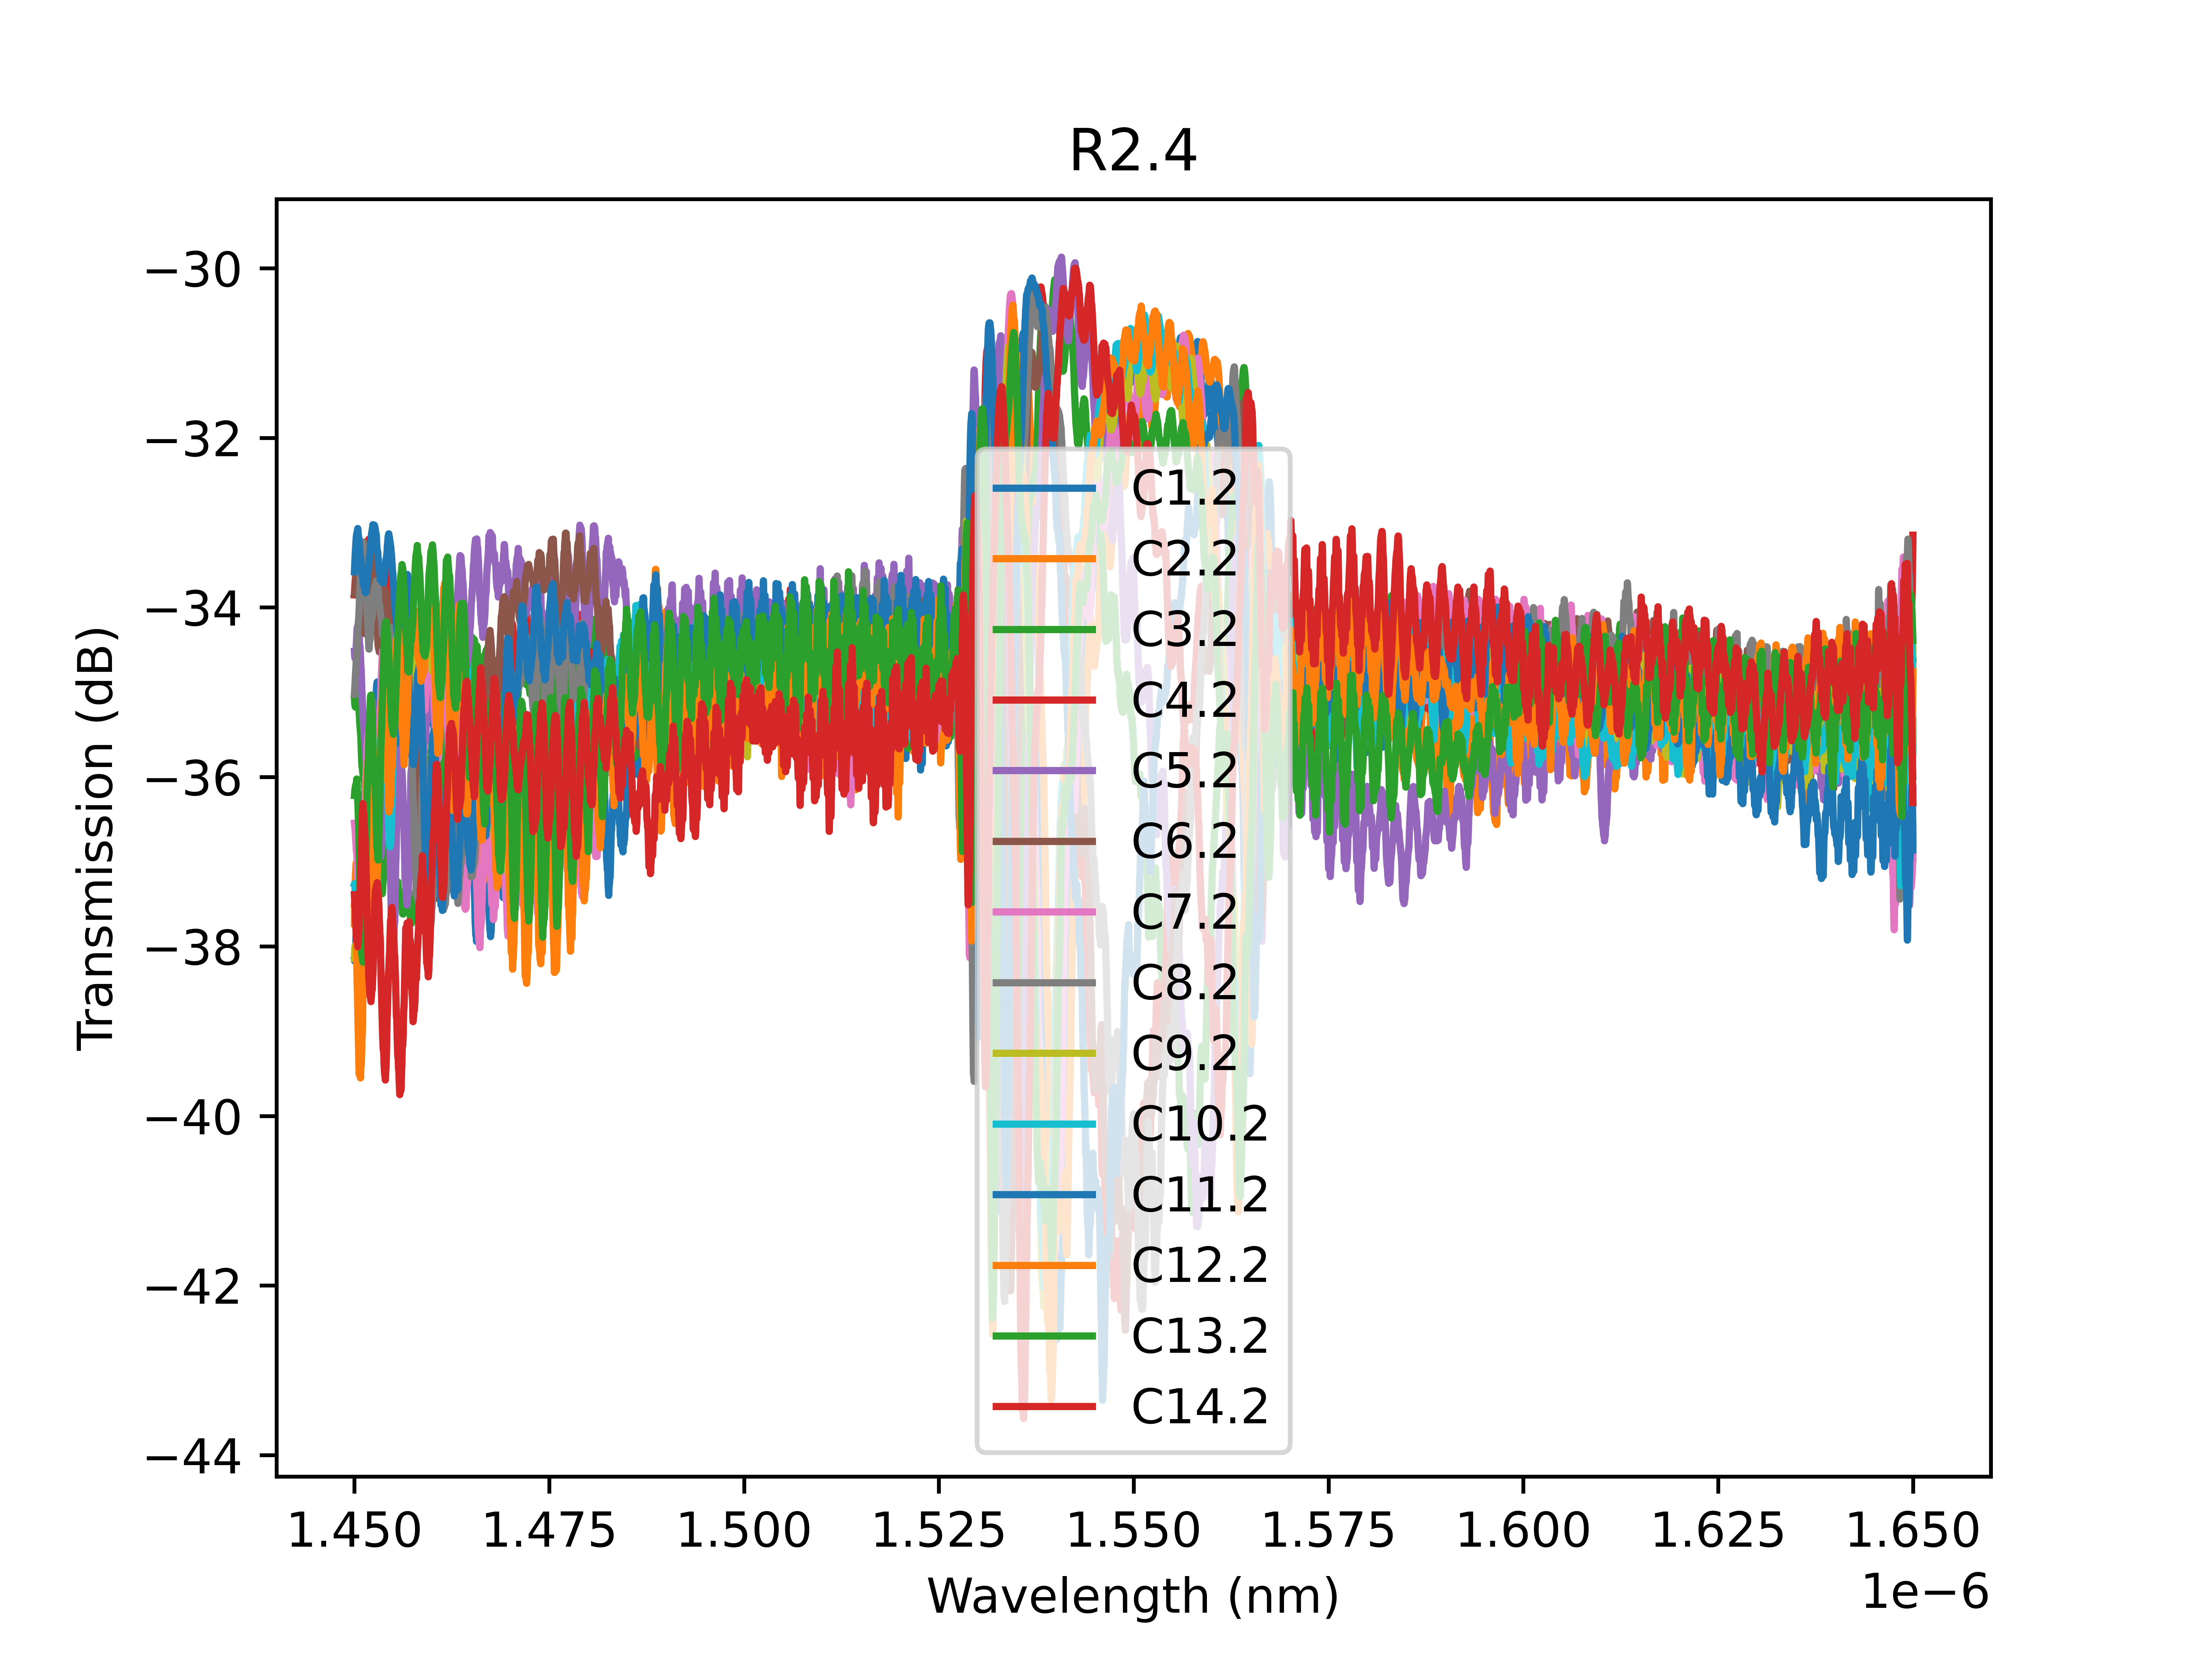 R2.4
−30
−32
−34
−36
−38
−40
−42
−44
Transmission (dB)
C1.2
C2.2
C3.2
C4.2
C5.2
C6.2
C7.2
C8.2
C9.2
C10.2
C11.2
C12.2
C13.2
C14.2
1.450 1.475 1.500 1.525 1.550 1.575 1.600 1.625 1.650
Wavelength (nm)
1e−6